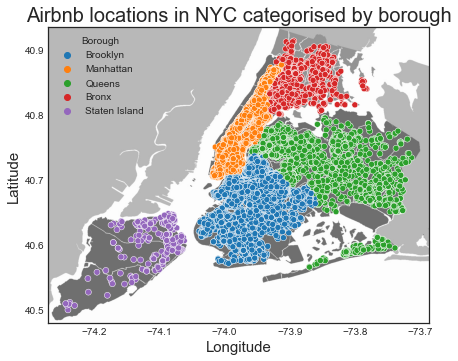 Airbnb locations in NYC categorised by borough
Borough
Brooklyn
Manhattan
Queens
Bronx
Staten Island
Latitude
40.9
40.8
40.7
40.6
40.5
−74.2 −74.1 −74.0 −73.9 −73.8 −73.7
Longitude